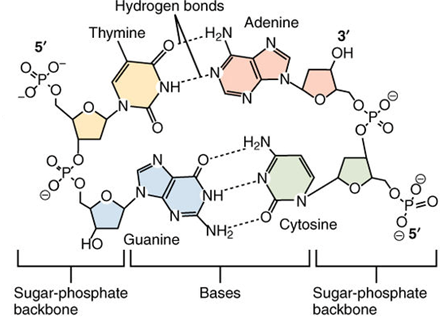 Hydrogen bonds
Thymine
Adenine
5′
3′
O
H₂N
OH
O
O⁻
P
⁻O
O
N
NH
N
N
N
N
O
O
O
O
P
O
⊖
O
O
O
P
O
O
⊖
N
N
O
H₂N
NH
N
N
N
NH₂
O
N
O
O
O
O
P
O
⊖
O
⊖
5′
HO
Guanine
Cytosine
Sugar-phosphate
backbone
Bases
Sugar-phosphate
backbone